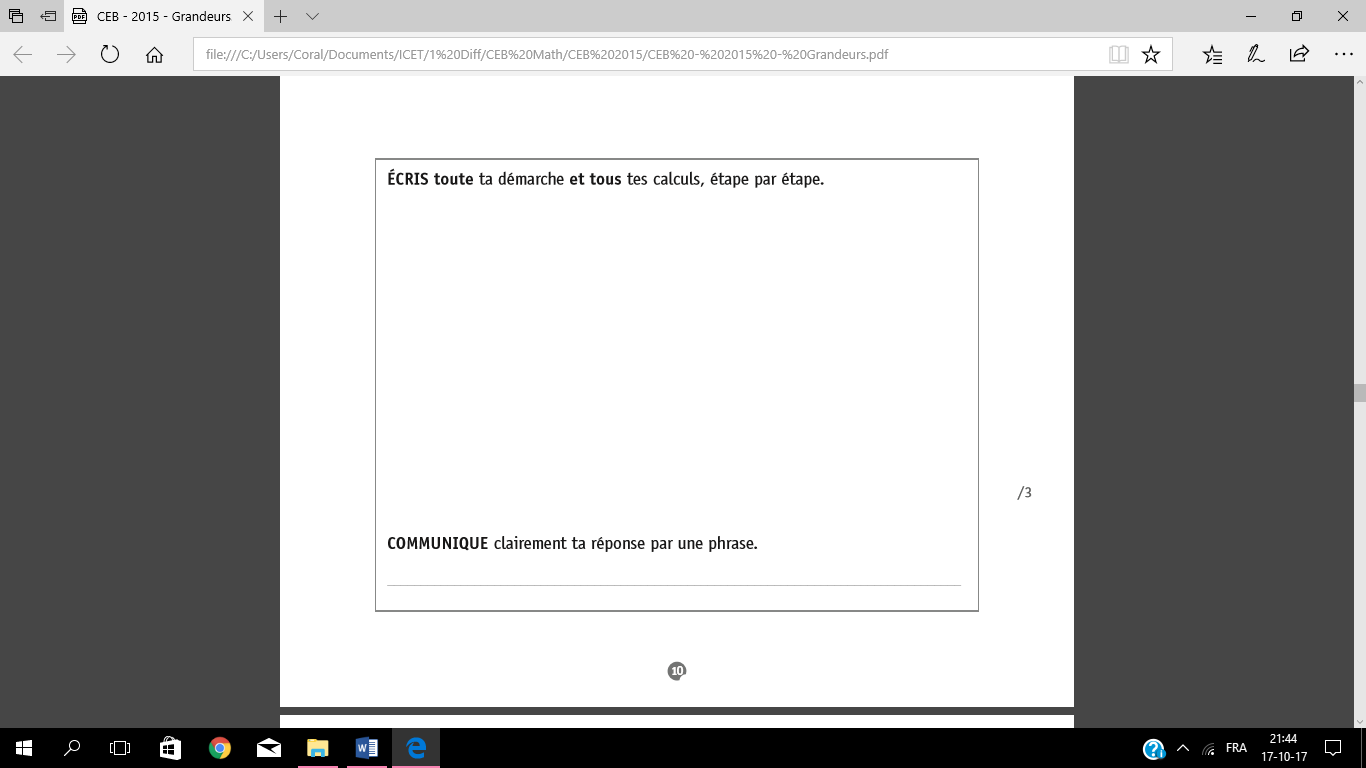 CEB - 2015 - Grandeurs
file:///C:/Users/Coral/Documents/ICET/1%20Diff/CEB%20Math/CEB%202015/CEB%20-%202015%20-%20Grandeurs.pdf
ÉCRIS toute ta démarche et tous tes calculs, étape par étape.
/3
COMMUNIQUE clairement ta réponse par une phrase.
10
FRA
21:44
17-10-17